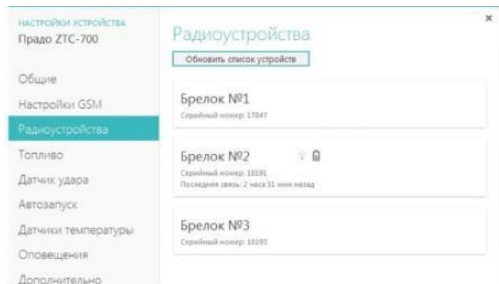 НАСТРОЙКИ УСТРОЙСТВА
Прадо ZTC-700
Общие
Настройки GSM
Радиоустройства
Топливо
Датчик удара
Автозапуск
Датчики температуры
Оповещения
Дополнительно
Радиоустройства
Обновить список устройств
Брелок №1
Серийный номер: 17847
Брелок №2
Серийный номер: 18191
Последняя связь: 2 часа 51 мин назад
Брелок №3
Серийный номер: 18193